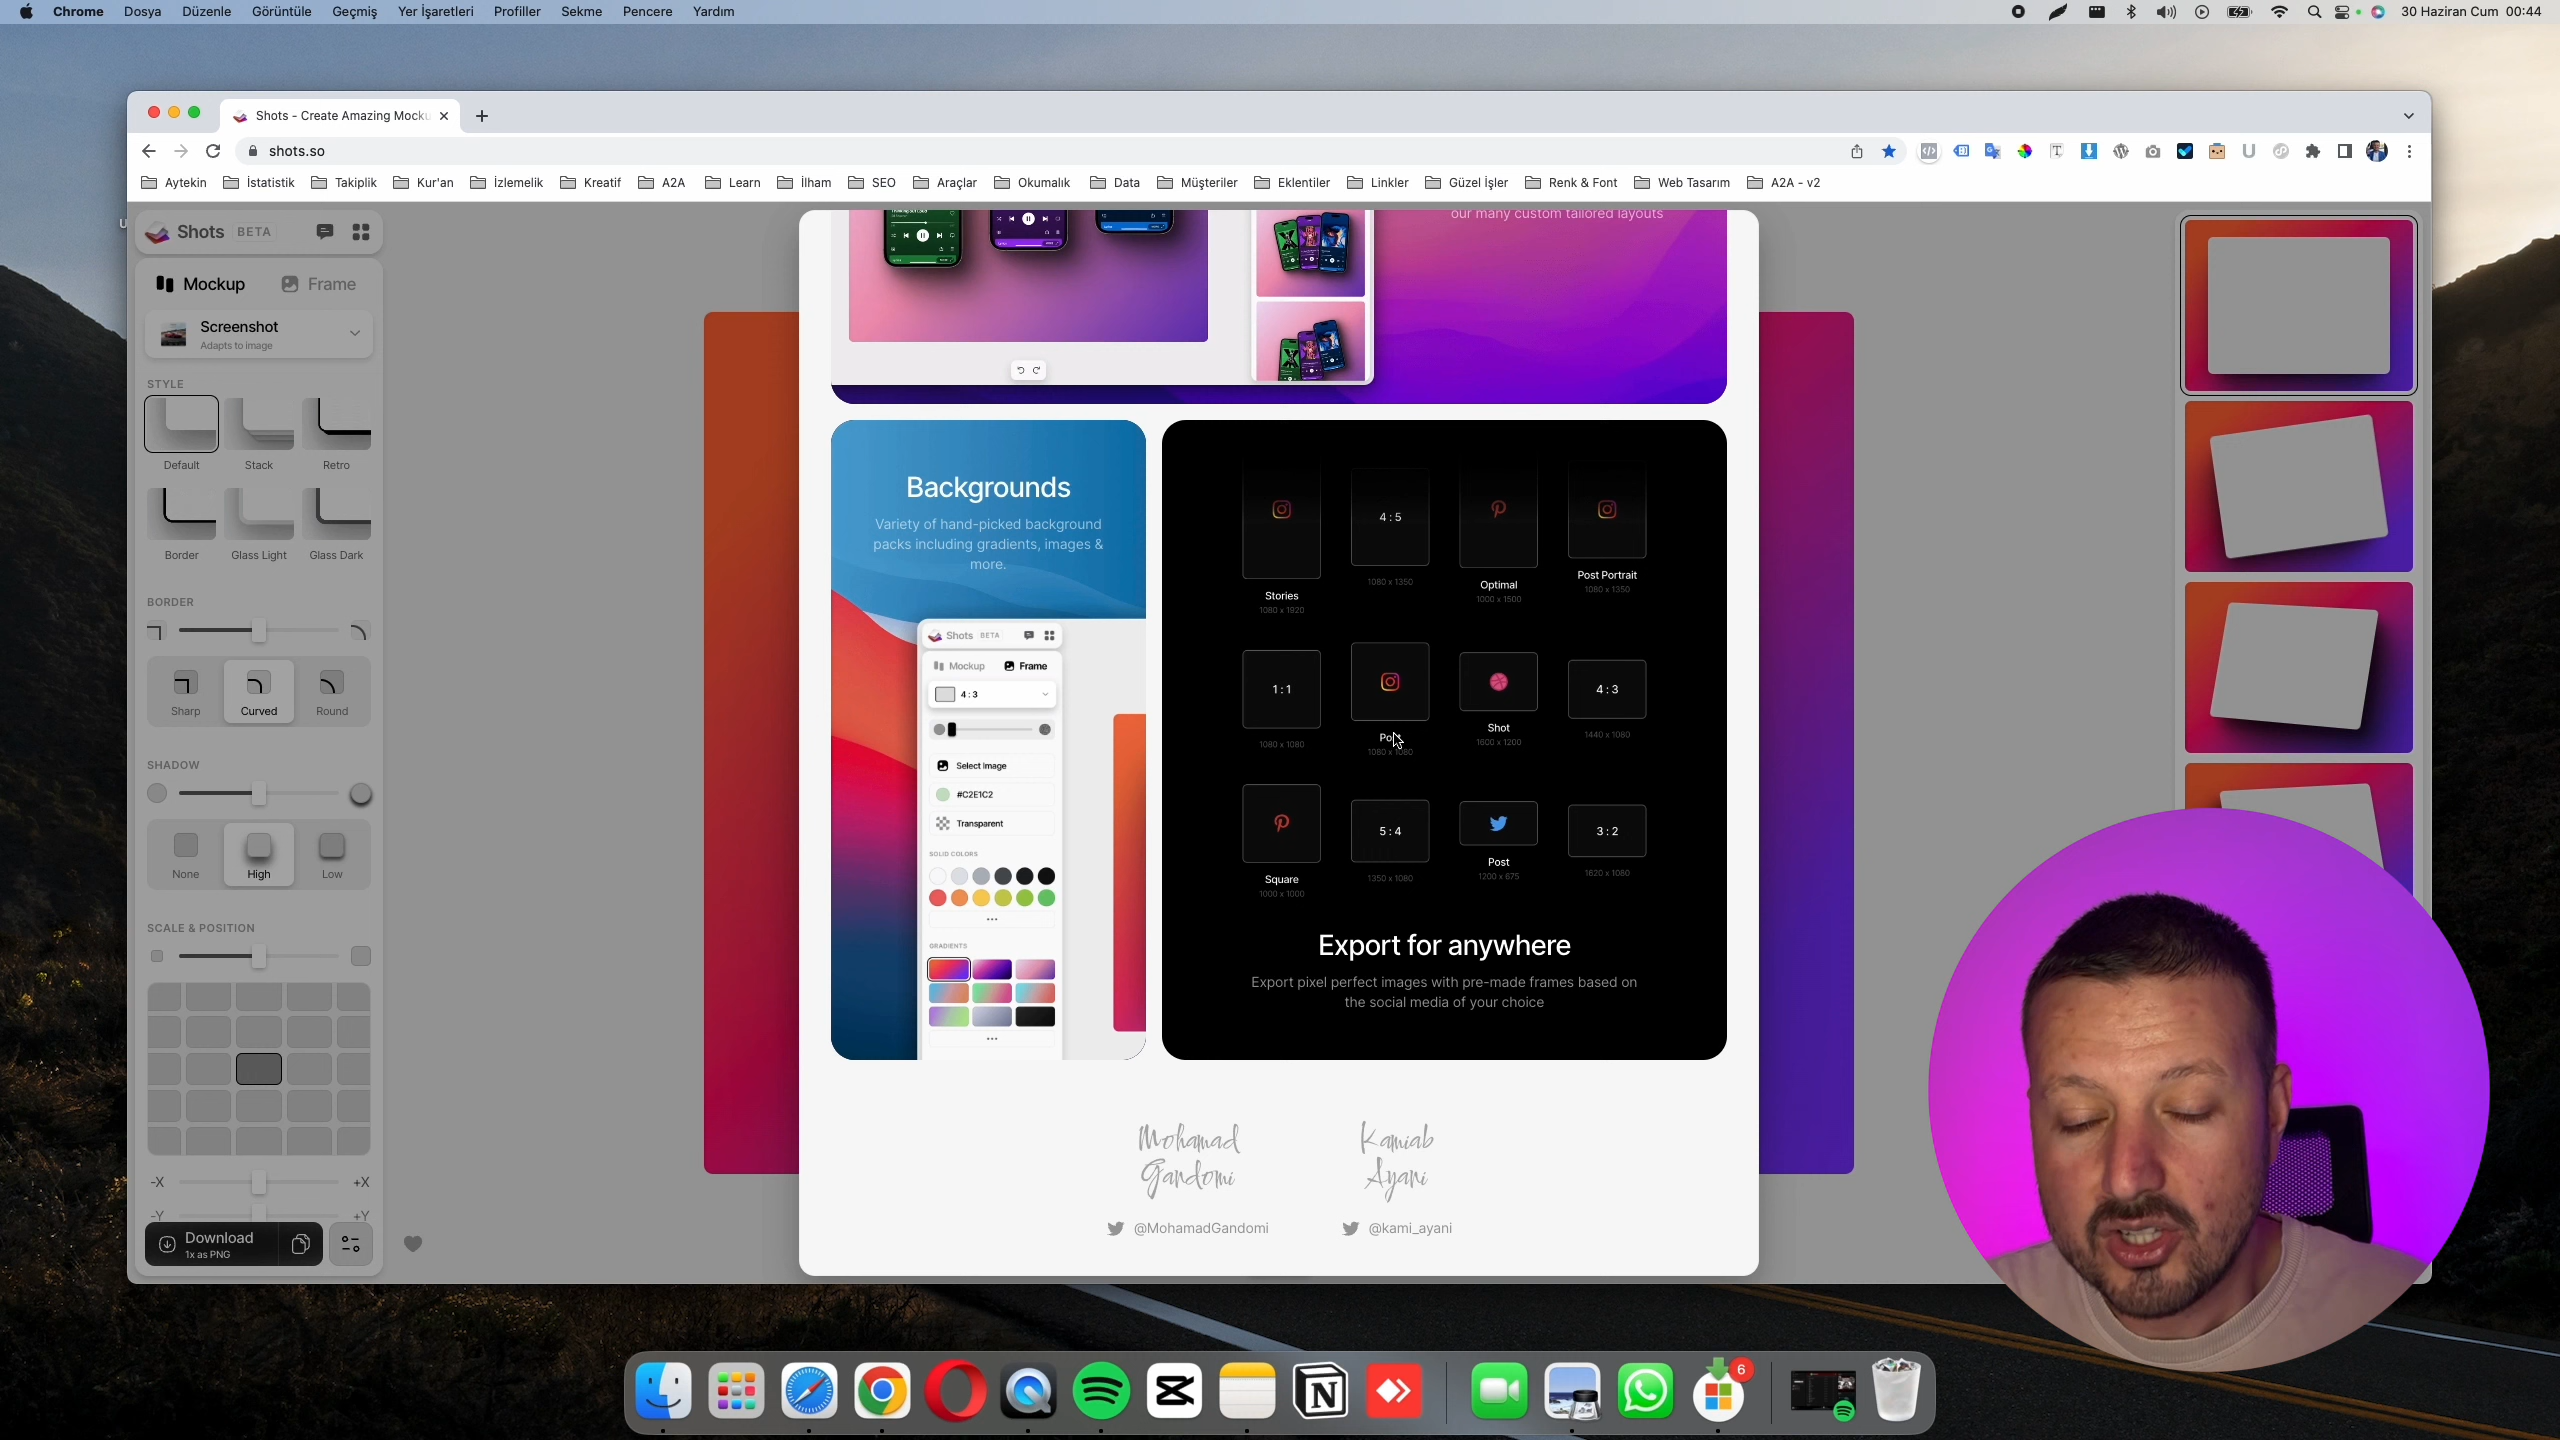 Chrome Dosya Düzenle Görüntüle Geçmiş Yer İşaretleri Profiller Sekme Pencere Yardım
30 Haziran Cum 00:44
Shots - Create Amazing Mocku
shots.so
Aytekin İstatistik Takiplik Kur'an İzlemelik Kreatif A2A Learn İlham SEO Araçlar Okumalık Data Müşteriler Eklentiler Linkler Güzel İşler Renk & Font Web Tasarım A2A - v2
Shots BETA
Mockup Frame
Screenshot
Adapts to image
STYLE
Default Stack Retro
Border Glass Light Glass Dark
BORDER
Sharp Curved Round
SHADOW
None High Low
SCALE & POSITION
-X +X
-Y +Y
Download
1x as PNG
our many custom tailored layouts
Backgrounds
Variety of hand-picked background
packs including gradients, images &
more.
Shots BETA
Mockup Frame
4 : 3
Select Image
#C2E1C2
Transparent
SOLID COLORS
GRADIENTS
4 : 5
Stories
1080 x 1920
1080 x 1350
Optimal
1000 x 1500
Post Portrait
1080 x 1350
1 : 1
4 : 3
1080 x 1080
Post
1080 x 1080
Shot
1600 x 1200
1440 x 1080
5 : 4
3 : 2
Square
1000 x 1000
1350 x 1080
Post
1200 x 675
1620 x 1080
Export for anywhere
Export pixel perfect images with pre-made frames based on
the social media of your choice
Mohamad
Gandomi
Kamiab
Ayani
@MohamadGandomi
@kami_ayani
6